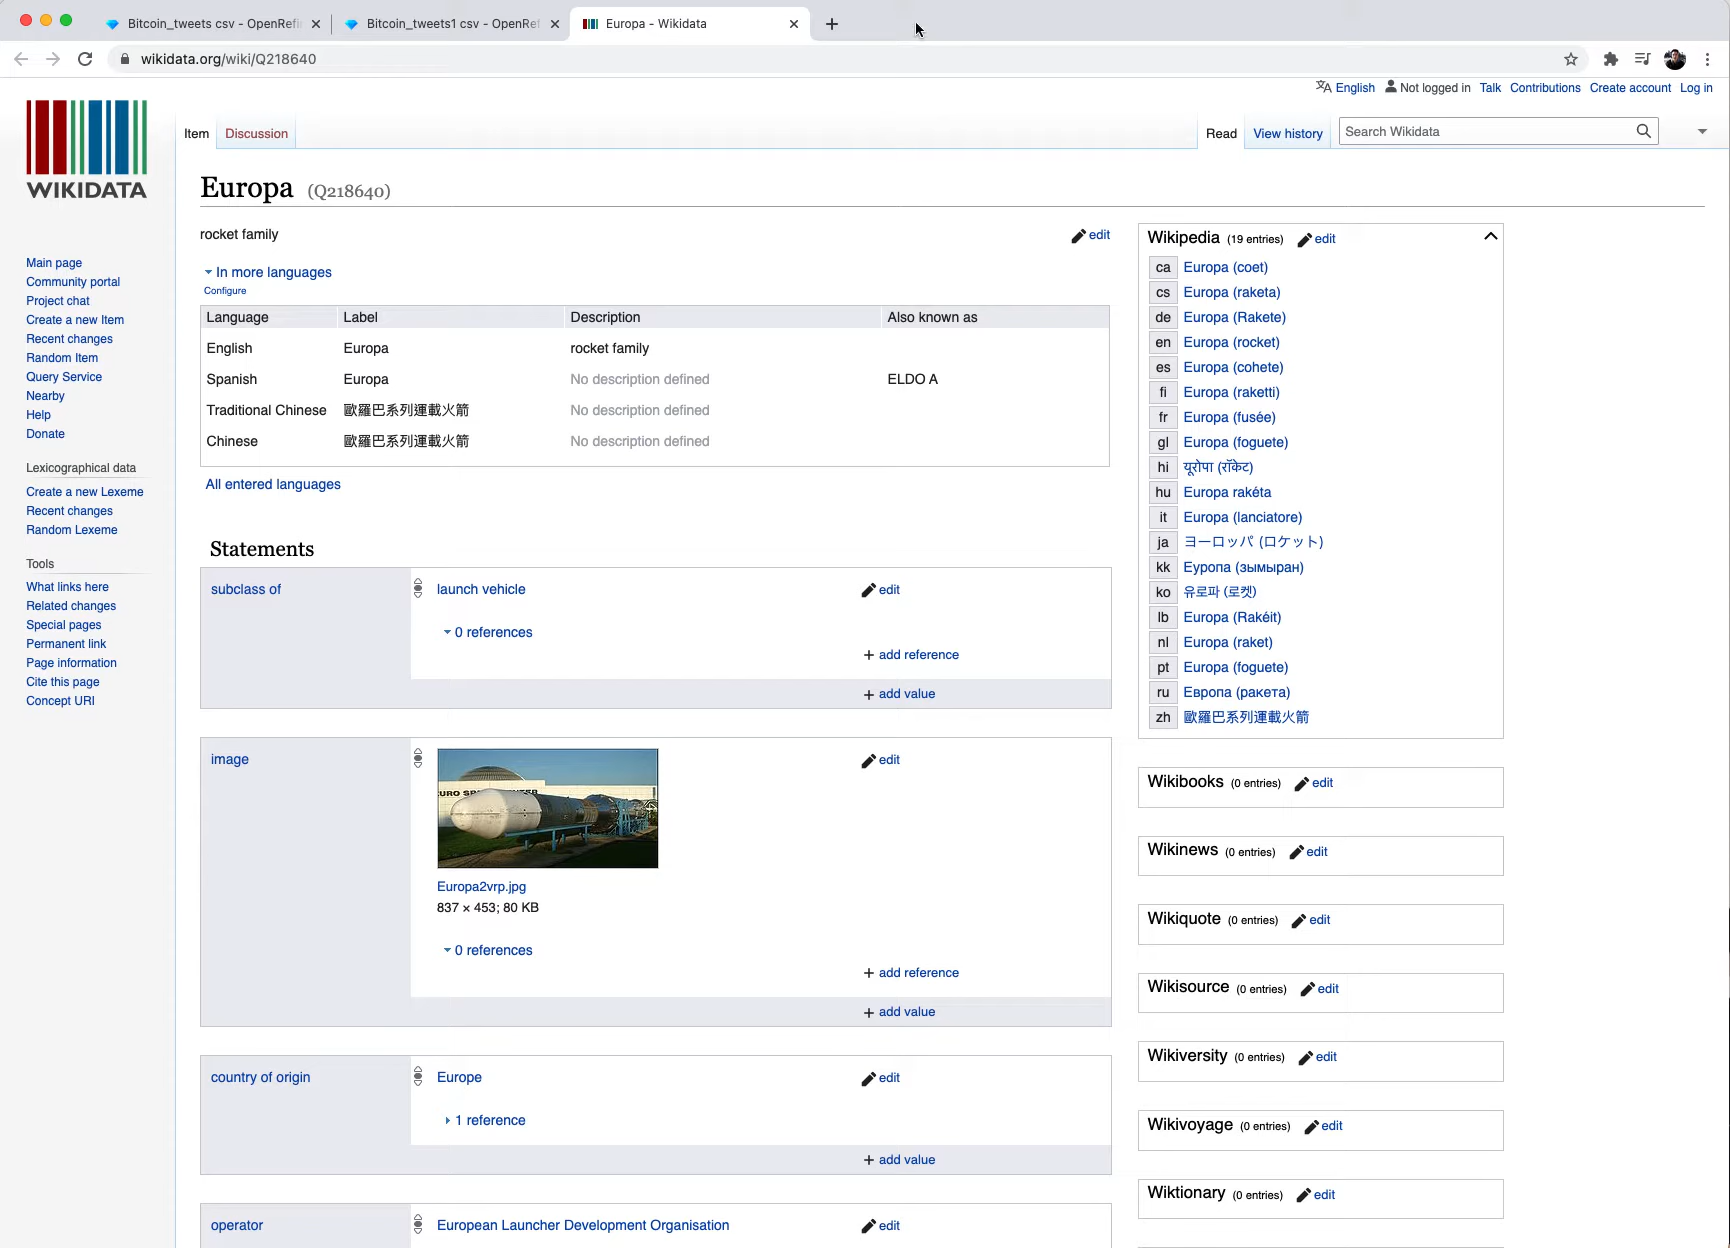 Bitcoin_tweets csv - OpenRefi
Bitcoin_tweets1 csv - OpenRef
Europa - Wikidata
wikidata.org/wiki/Q218640
English
Not logged in
Talk
Contributions
Create account
Log in
WIKIDATA
Item
Discussion
Read
View history
Search Wikidata
Main page
Community portal
Project chat
Create a new Item
Recent changes
Random Item
Query Service
Nearby
Help
Donate
Lexicographical data
Create a new Lexeme
Recent changes
Random Lexeme
Tools
What links here
Related changes
Special pages
Permanent link
Page information
Cite this page
Concept URI
Europa (Q218640)
rocket family
edit
In more languages
Configure
Language Label Description Also known as
English Europa rocket family
Spanish Europa No description defined ELDO A
Traditional Chinese 歐羅巴系列運載火箭 No description defined
Chinese 歐羅巴系列運載火箭 No description defined
All entered languages
Statements
subclass of
launch vehicle
edit
0 references
+ add reference
+ add value
image
edit
EURO SPACE CENTER
Europa2vrp.jpg
837 × 453; 80 KB
0 references
+ add reference
+ add value
country of origin
Europe
edit
1 reference
+ add value
operator
European Launcher Development Organisation
edit
Wikipedia (19 entries) edit
ca Europa (coet)
cs Europa (raketa)
de Europa (Rakete)
en Europa (rocket)
es Europa (cohete)
fi Europa (raketti)
fr Europa (fusée)
gl Europa (foguete)
hi यूरोपा (रॉकेट)
hu Europa rakéta
it Europa (lanciatore)
ja ヨーロッパ (ロケット)
kk Еуропа (зымыран)
ko 유로파 (로켓)
lb Europa (Rakéit)
nl Europa (raket)
pt Europa (foguete)
ru Европа (ракета)
zh 歐羅巴系列運載火箭
Wikibooks (0 entries) edit
Wikinews (0 entries) edit
Wikiquote (0 entries) edit
Wikisource (0 entries) edit
Wikiversity (0 entries) edit
Wikivoyage (0 entries) edit
Wiktionary (0 entries) edit